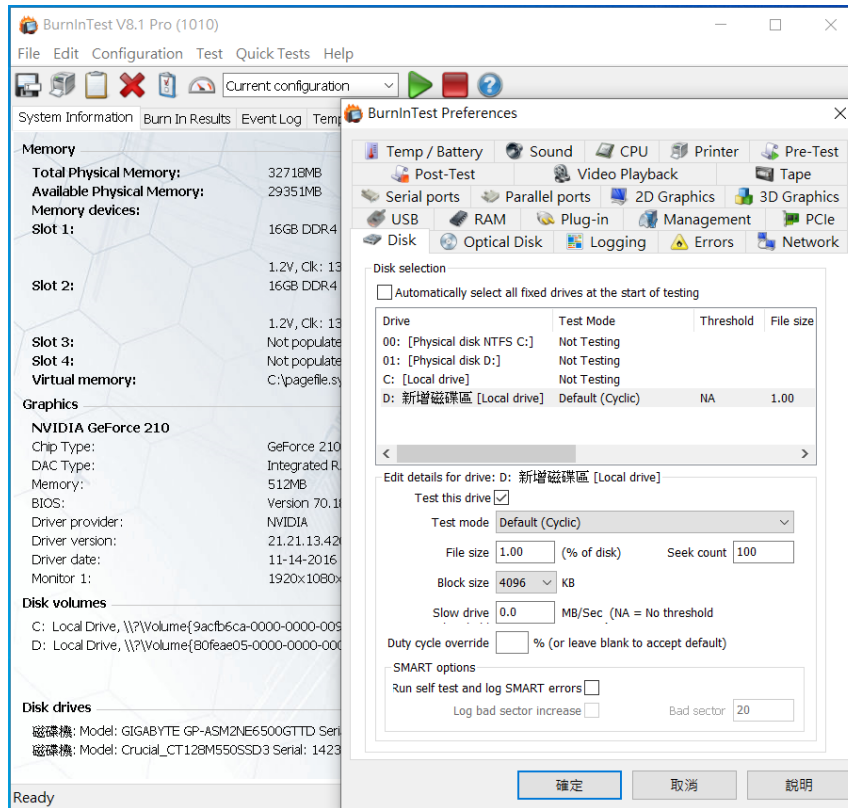 BurnInTest V8.1 Pro (1010)
File Edit Configuration Test Quick Tests Help
Current configuration
System Information Burn In Results Event Log
Memory
Total Physical Memory: 32718MB
Available Physical Memory: 29351MB
Memory devices:
Slot 1: 16GB DDR4
1.2V, Clk: 13
Slot 2: 16GB DDR4
1.2V, Clk: 13
Slot 3: Not populate
Slot 4: Not populate
Virtual memory: C:\pagefile.sy
Graphics
NVIDIA GeForce 210
Chip Type: GeForce 210
DAC Type: Integrated R
Memory: 512MB
BIOS: Version 70.18
Driver provider: NVIDIA
Driver version: 21.21.13.42
Driver date: 11-14-2016
Monitor 1: 1920x1080x
Disk volumes
C: Local Drive, \\?\Volume{9acfb6ca-0000-0000-009
D: Local Drive, \\?\Volume{80feae05-0000-0000-000
Disk drives
磁碟機: Model: GIGABYTE GP-ASM2NE6500GTTD Seri
磁碟機: Model: Crucial_CT128M550SSD3 Serial: 1423
Ready
BurnInTest Preferences
Temp / Battery Sound CPU Printer Pre-Test
Post-Test Video Playback Tape
Serial ports Parallel ports 2D Graphics 3D Graphics
USB RAM Plug-in Management PCIe
Disk Optical Disk Logging Errors Network
Disk selection
Automatically select all fixed drives at the start of testing
Drive Test Mode Threshold File size
00: [Physical disk NTFS C:] Not Testing
01: [Physical disk D:] Not Testing
C: [Local drive] Not Testing
D: 新增磁碟區 [Local drive] Default (Cyclic) NA 1.00
Edit details for drive: D: 新增磁碟區 [Local drive]
Test this drive
Test mode Default (Cyclic)
File size 1.00 (% of disk) Seek count 100
Block size 4096 KB
Slow drive 0.0 MB/Sec (NA = No threshold
Duty cycle override % (or leave blank to accept default)
SMART options
Run self test and log SMART errors
Log bad sector increase Bad sector 20
確定 取消 說明